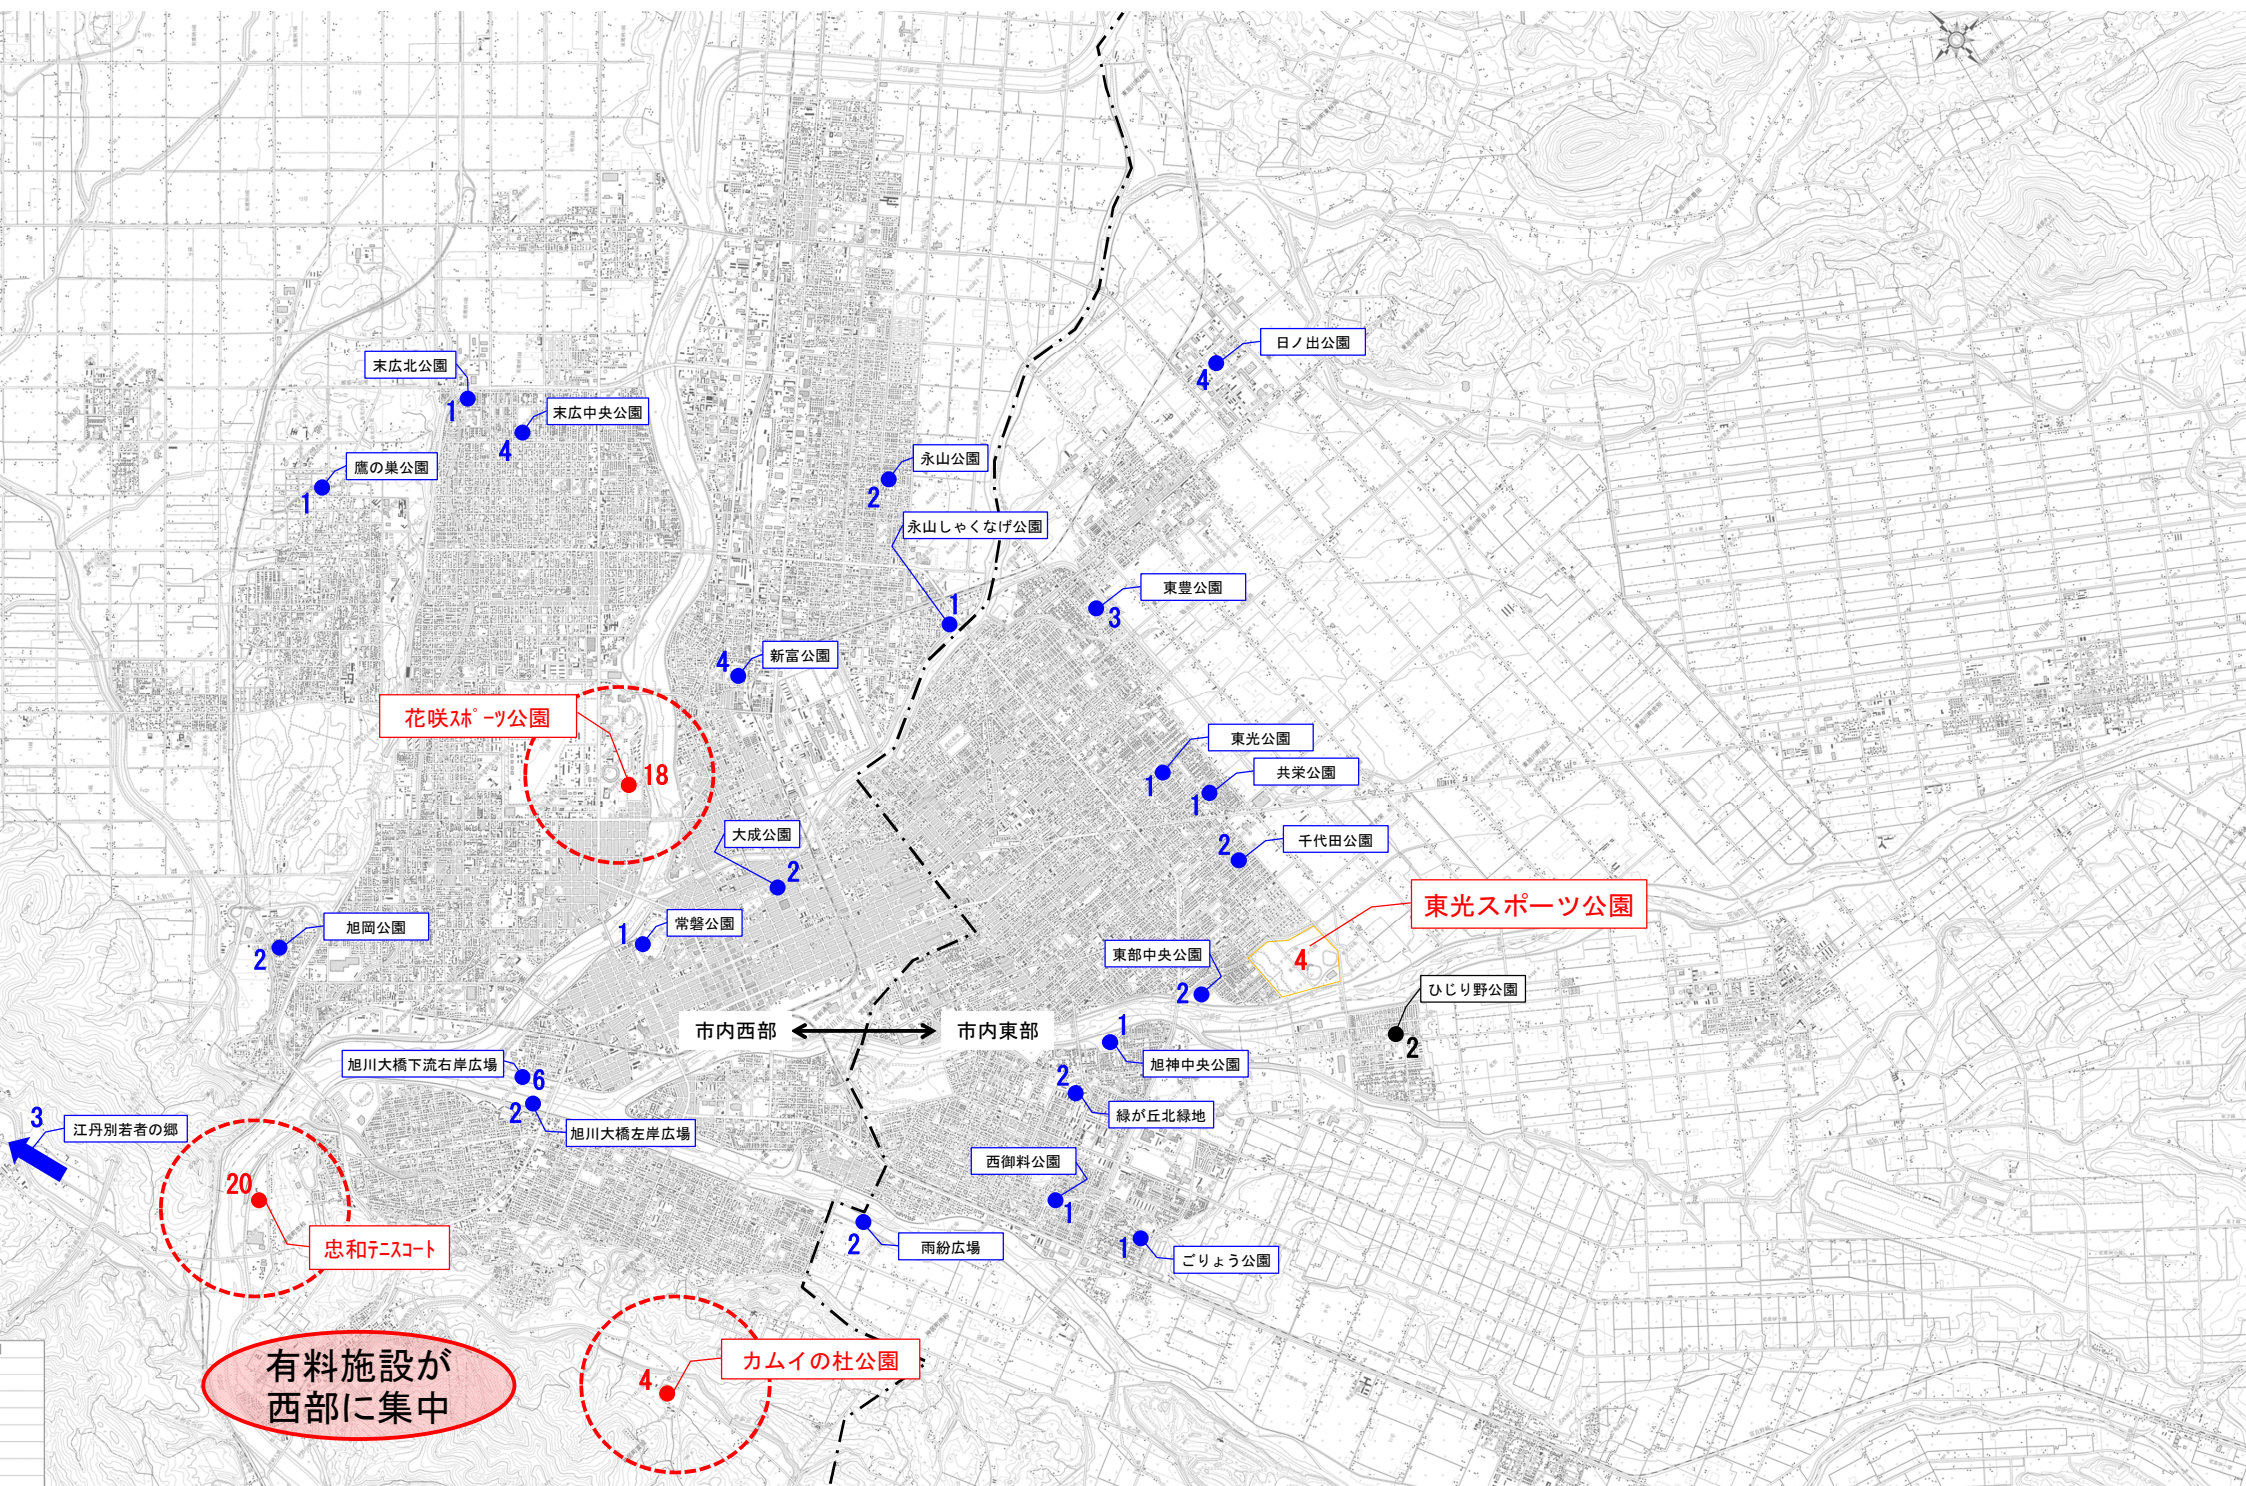 日ノ出公園
4
末広北公園
1
末広中央公園
4
鷹の巣公園
1
永山公園
2
永山しゃくなげ公園
1
東豊公園
3
新富公園
4
花咲ｽﾎﾟｰﾂ公園
18
東光公園
1
共栄公園
1
大成公園
2
千代田公園
2
東光スポーツ公園
4
旭岡公園
2
常磐公園
1
東部中央公園
2
ひじり野公園
2
市内西部
市内東部
旭神中央公園
1
旭川大橋下流右岸広場
6
旭川大橋左岸広場
2
緑が丘北緑地
2
3
江丹別若者の郷
西御料公園
1
20
忠和ﾃﾆｽｺｰﾄ
雨紛広場
2
ごりょう公園
1
カムイの杜公園
4
有料施設が
西部に集中